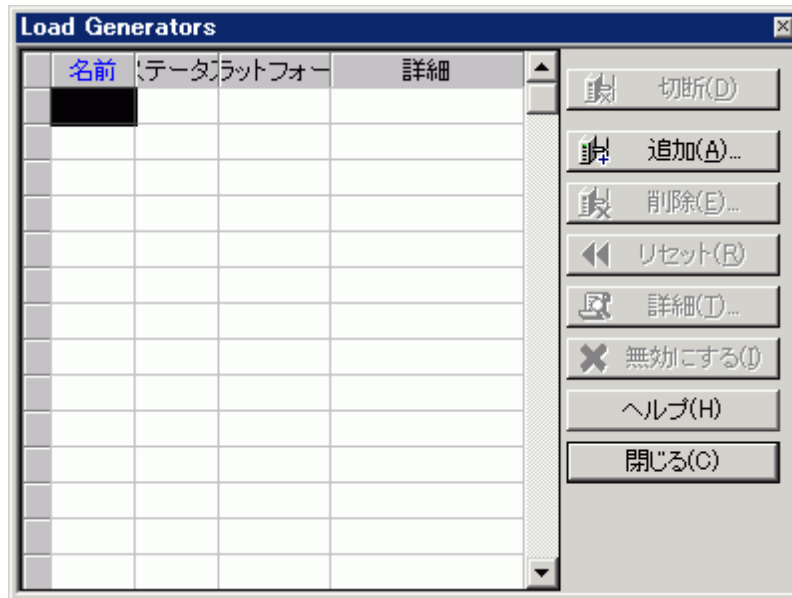 Load Generators
名前
ステータス
ラットフォー
詳細
切断(D)
追加(A)...
削除(E)...
リセット(R)
詳細(T)...
無効にする(I)
ヘルプ(H)
閉じる(C)